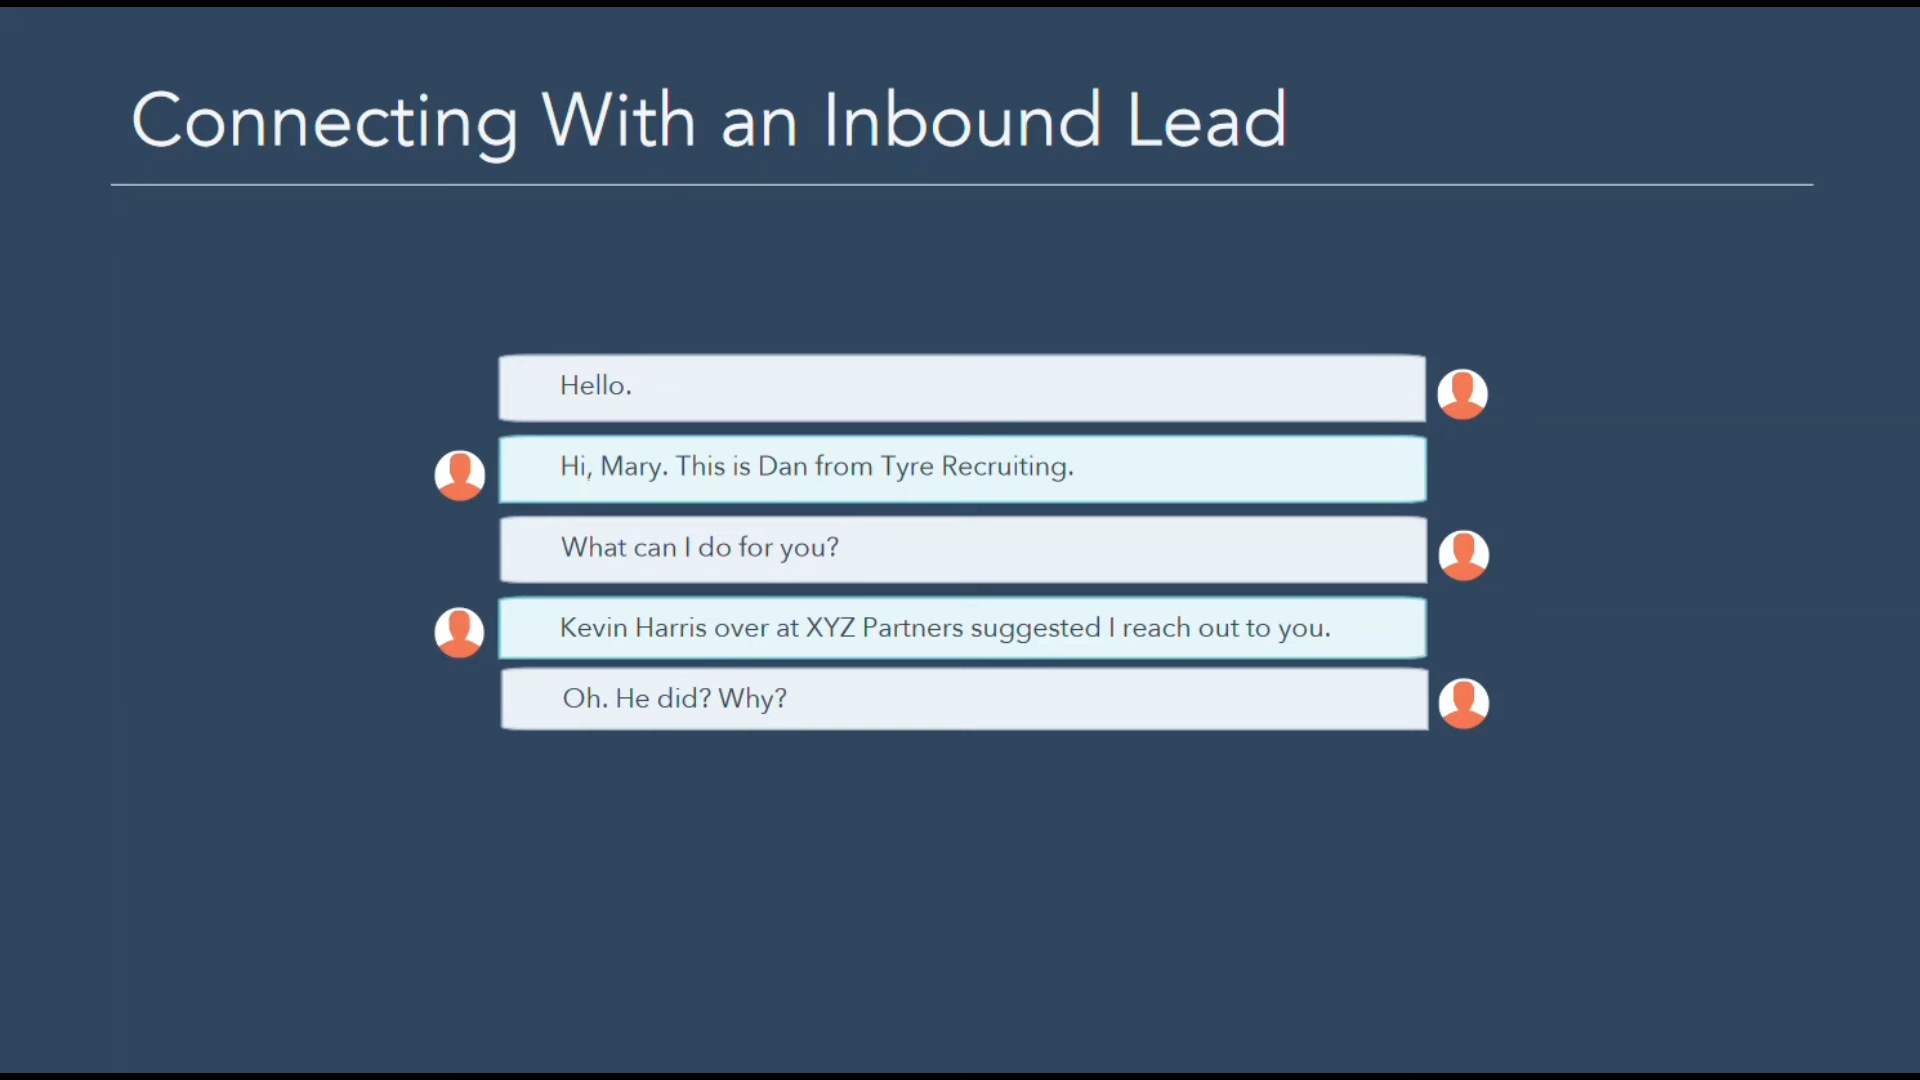 Connecting With an Inbound Lead
Hello.
Hi, Mary. This is Dan from Tyre Recruiting.
What can I do for you?
Kevin Harris over at XYZ Partners suggested I reach out to you.
Oh. He did? Why?